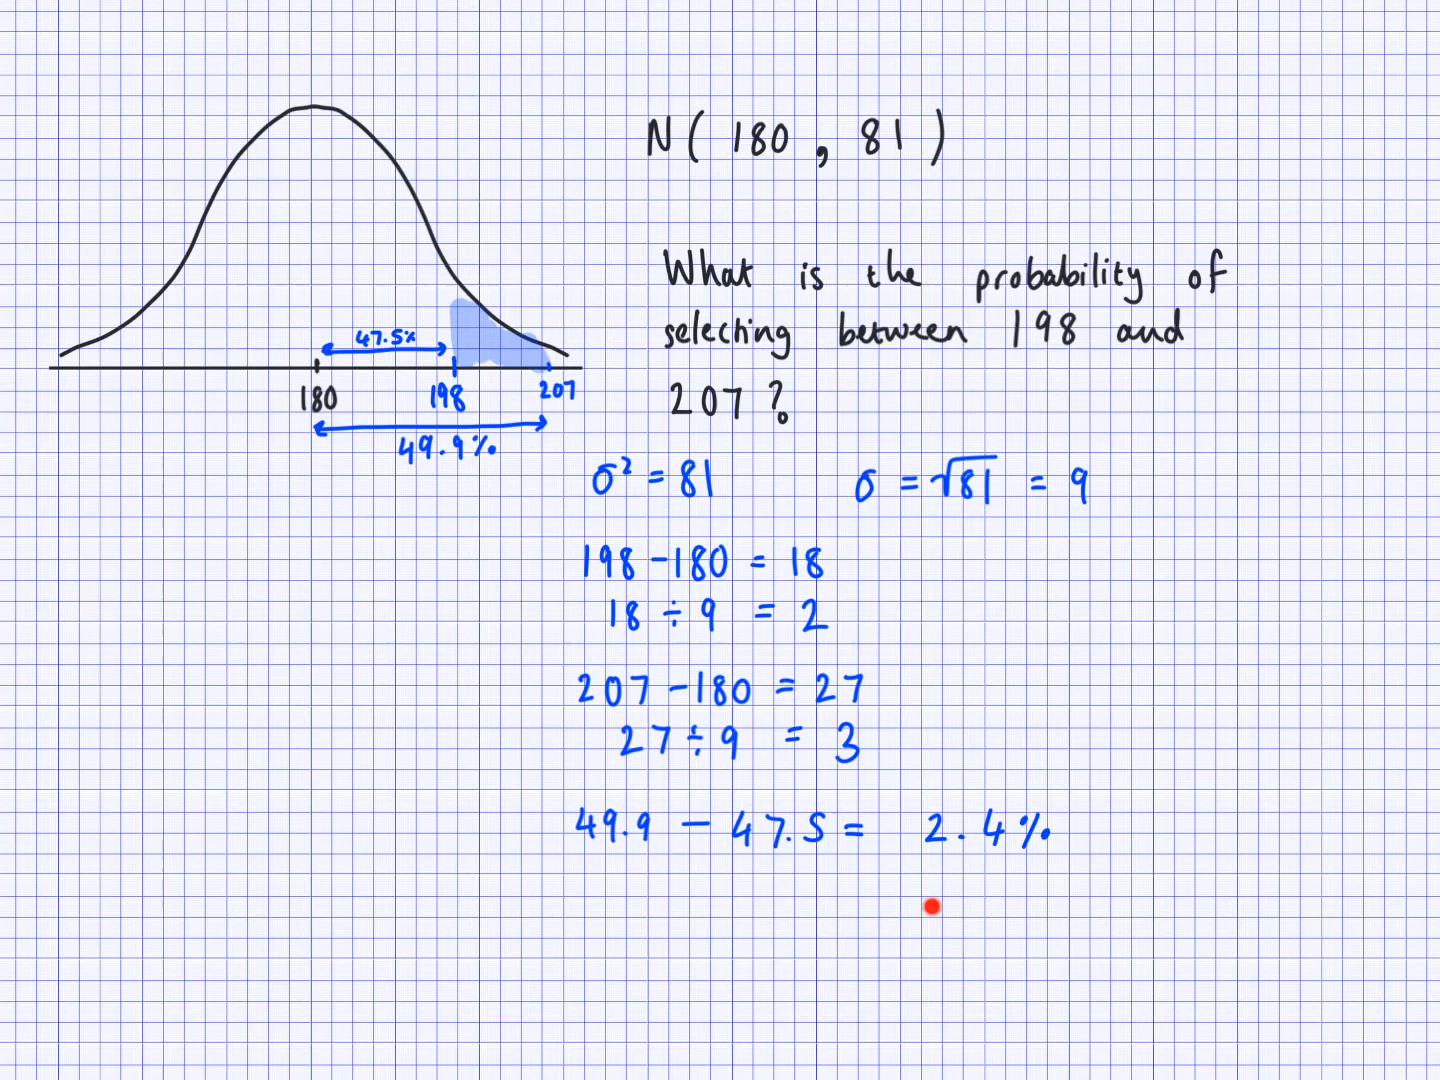 N( 180 , 81 )
What is the probability of
selecting between 198 and
207 ?
47.5%
180
198
207
49.9%
σ² = 81
σ = √81 = 9
198 - 180 = 18
18 ÷ 9 = 2
207 - 180 = 27
27 ÷ 9 = 3
49.9 - 47.5 = 2.4%